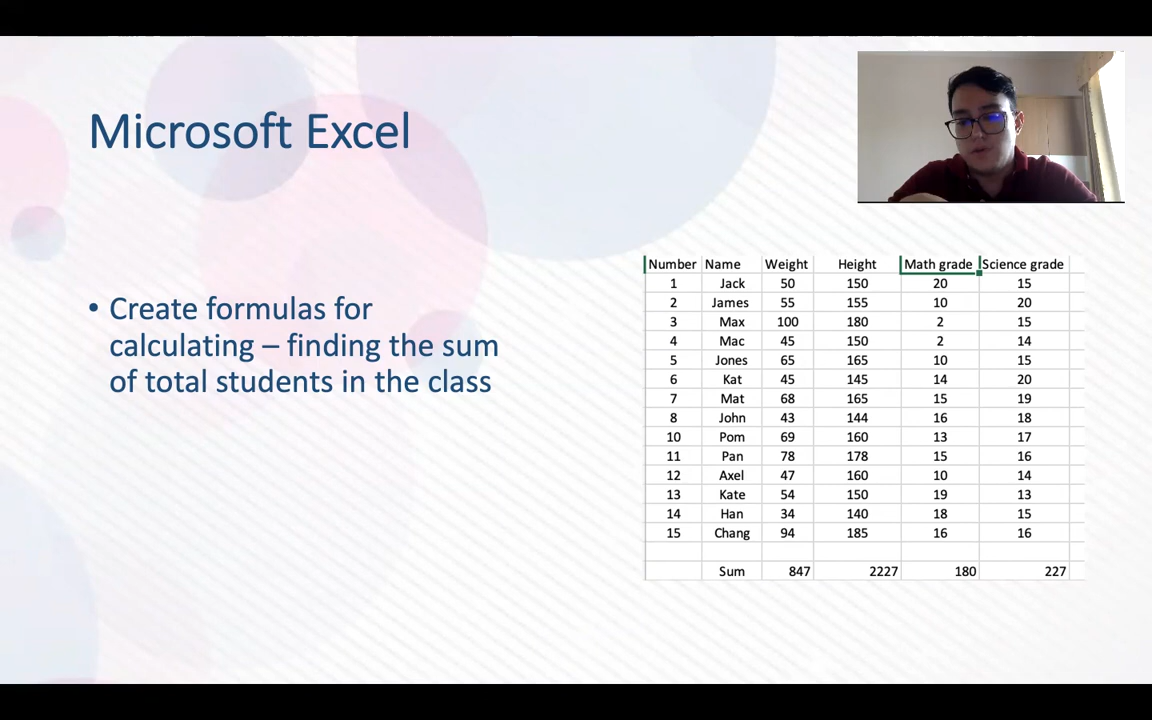 Microsoft Excel
• Create formulas for
calculating – finding the sum
of total students in the class
Number Name Weight Height Math grade Science grade
1 Jack 50 150 20 15
2 James 55 155 10 20
3 Max 100 180 2 15
4 Mac 45 150 2 14
5 Jones 65 165 10 15
6 Kat 45 145 14 20
7 Mat 68 165 15 19
8 John 43 144 16 18
10 Pom 69 160 13 17
11 Pan 78 178 15 16
12 Axel 47 160 10 14
13 Kate 54 150 19 13
14 Han 34 140 18 15
15 Chang 94 185 16 16
Sum 847 2227 180 227